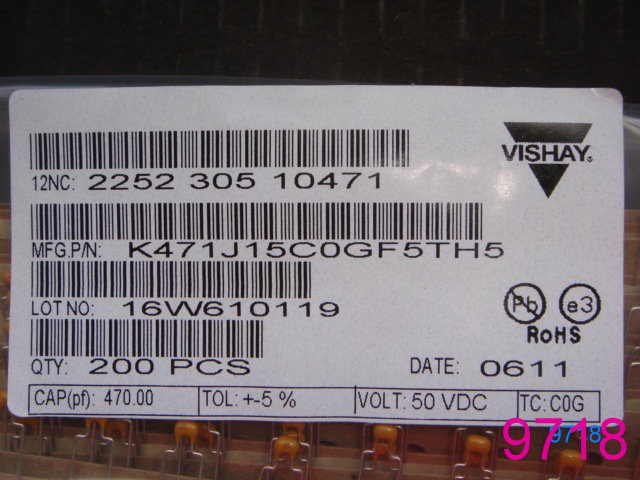 VISHAY®
12NC: 2252 305 10471
MFG.P/N: K471J15C0GF5TH5
LOT NO: 16W610119
Pb e3
RoHS
QTY: 200 PCS DATE: 0611
CAP(pf): 470.00 TOL: +-5 % VOLT: 50 VDC TC: C0G
9718
9718